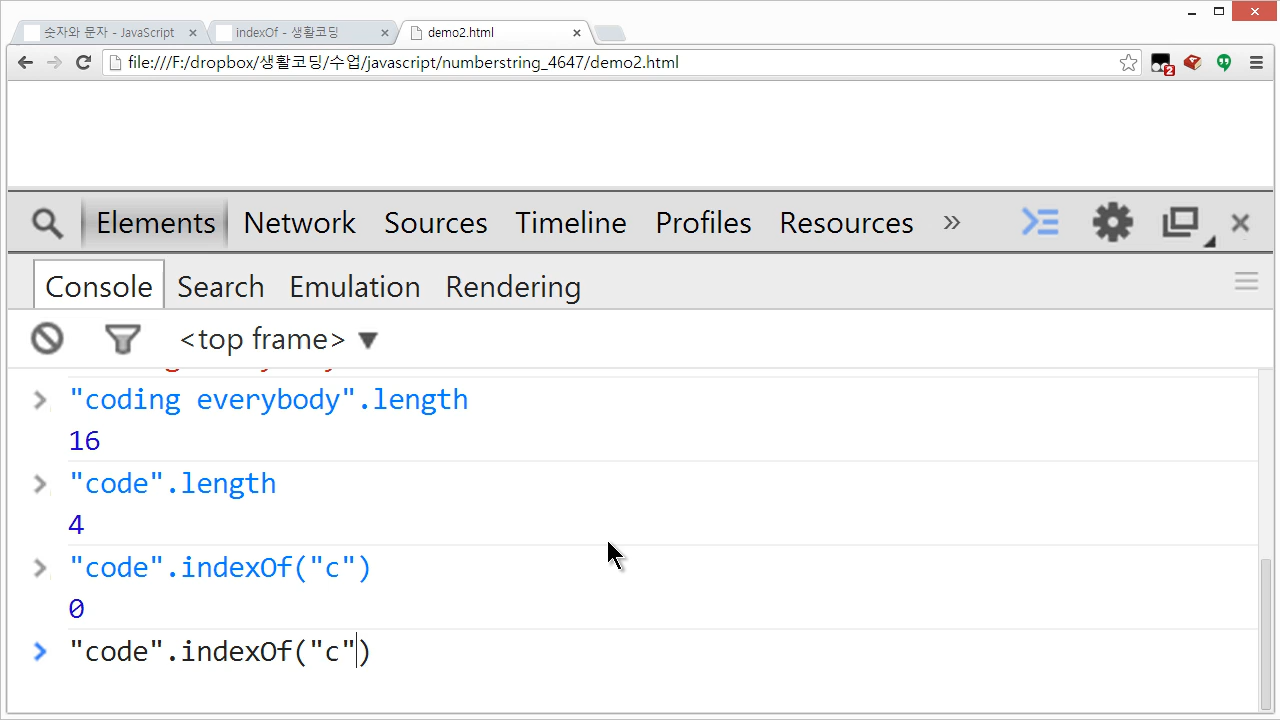 숫자와 문자 - JavaScript
indexOf - 생활코딩
demo2.html
file:///F:/dropbox/생활코딩/수업/javascript/numberstring_4647/demo2.html
2
Elements Network Sources Timeline Profiles Resources »
Console Search Emulation Rendering
<top frame> ▼
> "coding everybody".length
16
> "code".length
4
> "code".indexOf("c")
0
> "code".indexOf("c")